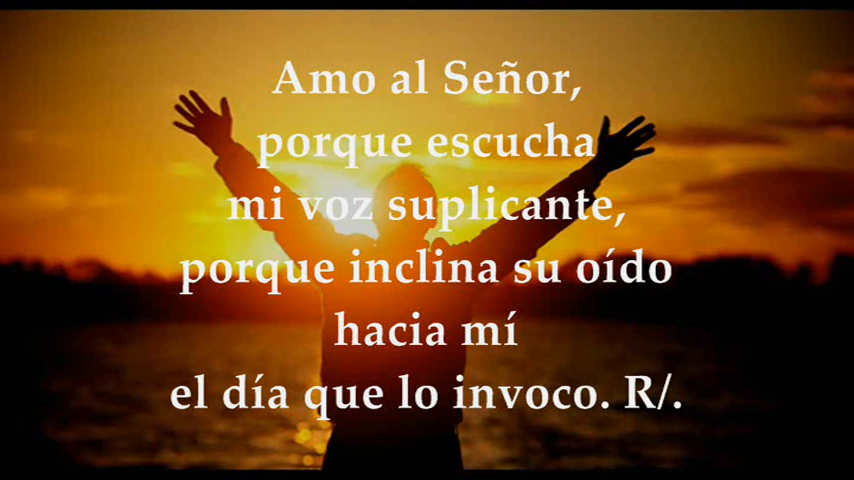 Amo al Señor,
porque escucha
mi voz suplicante,
porque inclina su oído
hacia mí
el día que lo invoco. R/.